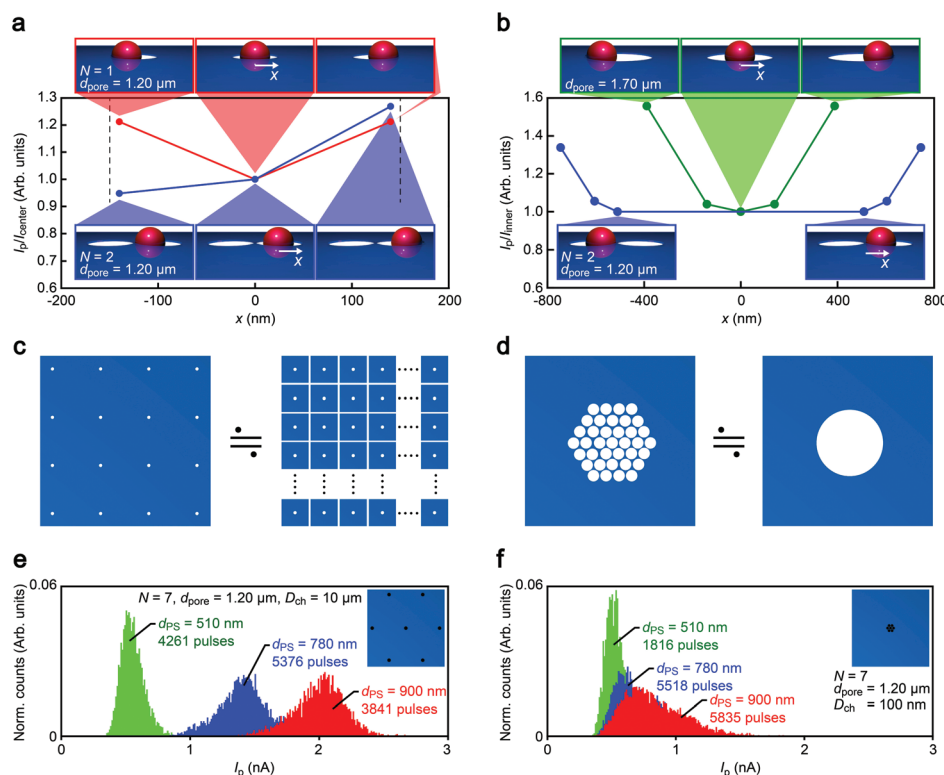 a
N = 1
d_pore = 1.20 μm
x
1.3
1.2
1.1
1.0
0.9
0.8
0.7
0.6
I_p/I_center (Arb. units)
N = 2
d_pore = 1.20 μm
x
-200
-100
0
100
200
x (nm)
b
d_pore = 1.70 μm
x
1.6
1.4
1.2
1.0
0.8
0.6
I_p/I_inner (Arb. units)
N = 2
d_pore = 1.20 μm
x
-800
-400
0
400
800
x (nm)
c
d
e
0.06
0
Norm. counts (Arb. units)
N = 7, d_pore = 1.20 μm, D_ch = 10 μm
d_PS = 510 nm
4261 pulses
d_PS = 780 nm
5376 pulses
d_PS = 900 nm
3841 pulses
0
1
2
3
I_p (nA)
f
0.06
0
Norm. counts (Arb. units)
d_PS = 510 nm
1816 pulses
d_PS = 780 nm
5518 pulses
d_PS = 900 nm
5835 pulses
N = 7
d_pore = 1.20 μm
D_ch = 100 nm
0
1
2
3
I_p (nA)